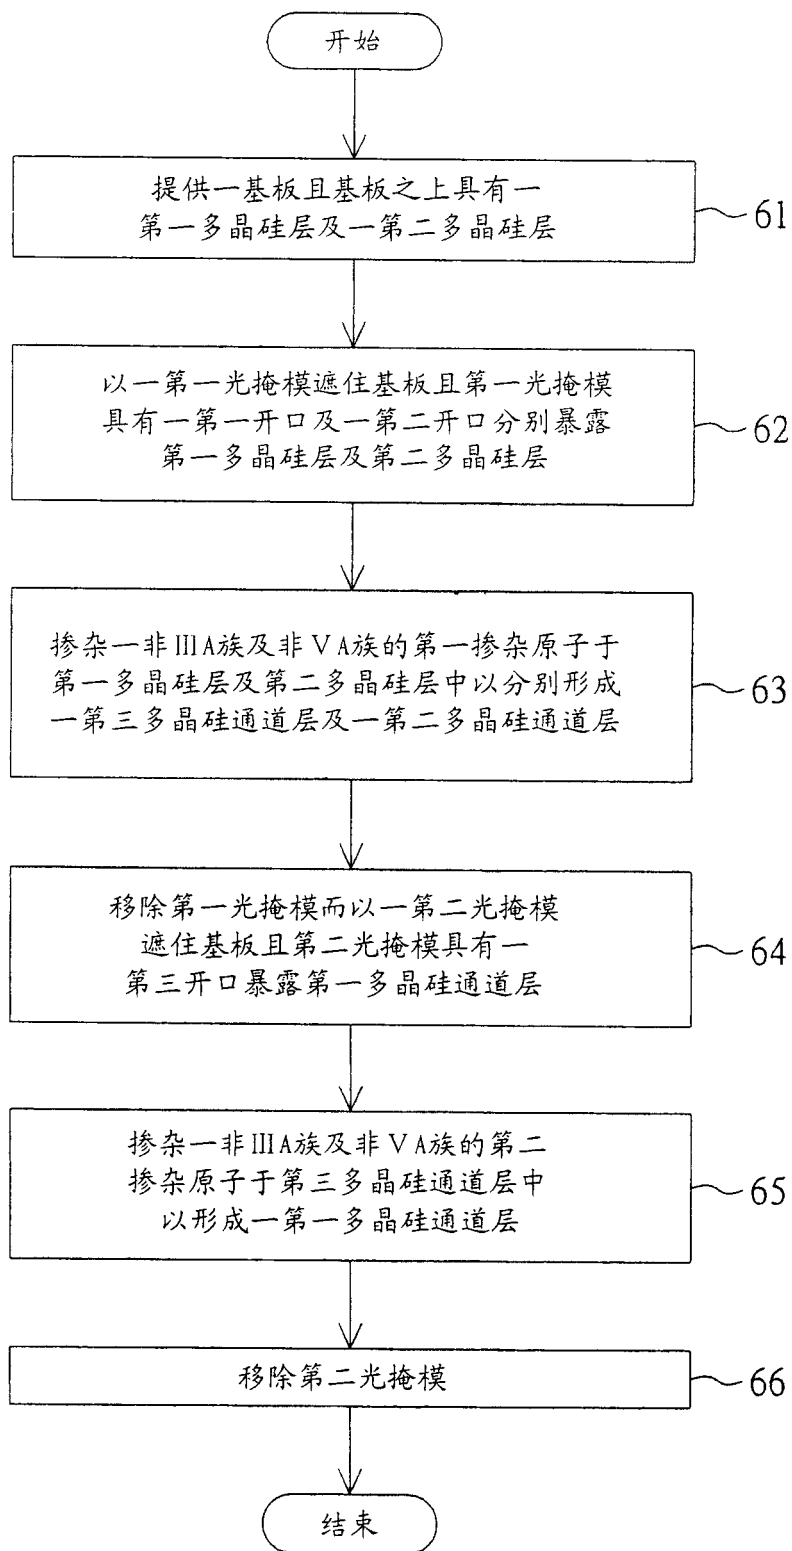 开始
提供一基板且基板之上具有一
第一多晶硅层及一第二多晶硅层
61
以一第一光掩模遮住基板且第一光掩模
具有一第一开口及一第二开口分别暴露
第一多晶硅层及第二多晶硅层
62
掺杂一非ⅢA族及非ⅤA族的第一掺杂原子于
第一多晶硅层及第二多晶硅层中以分别形成
一第三多晶硅通道层及一第二多晶硅通道层
63
移除第一光掩模而以一第二光掩模
遮住基板且第二光掩模具有一
第三开口暴露第一多晶硅通道层
64
掺杂一非ⅢA族及非ⅤA族的第二
掺杂原子于第三多晶硅通道层中
以形成一第一多晶硅通道层
65
移除第二光掩模
66
结束